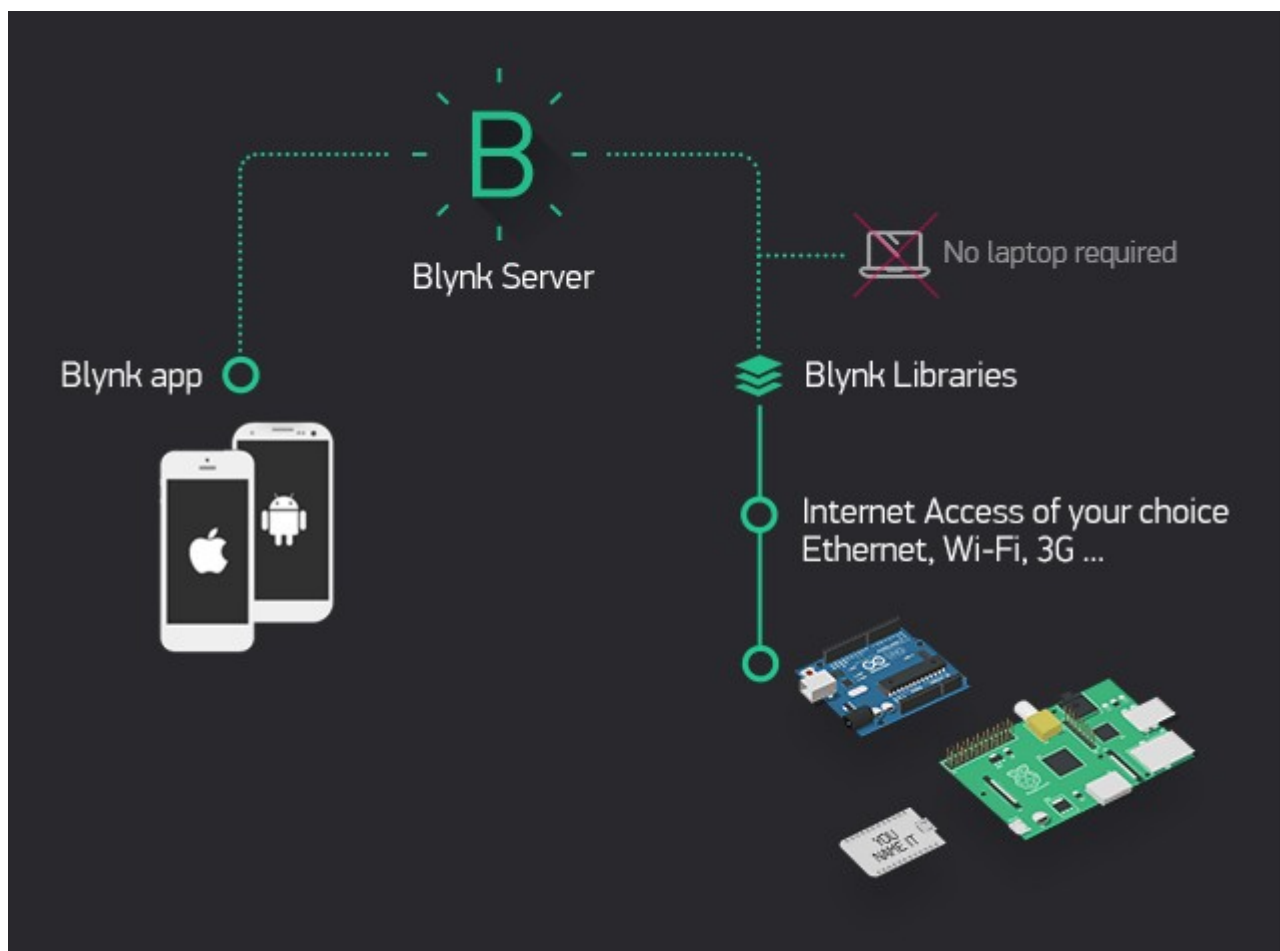 B
Blynk Server
No laptop required
Blynk app
Blynk Libraries
Internet Access of your choice
Ethernet, Wi-Fi, 3G ...
YOU
NAME IT